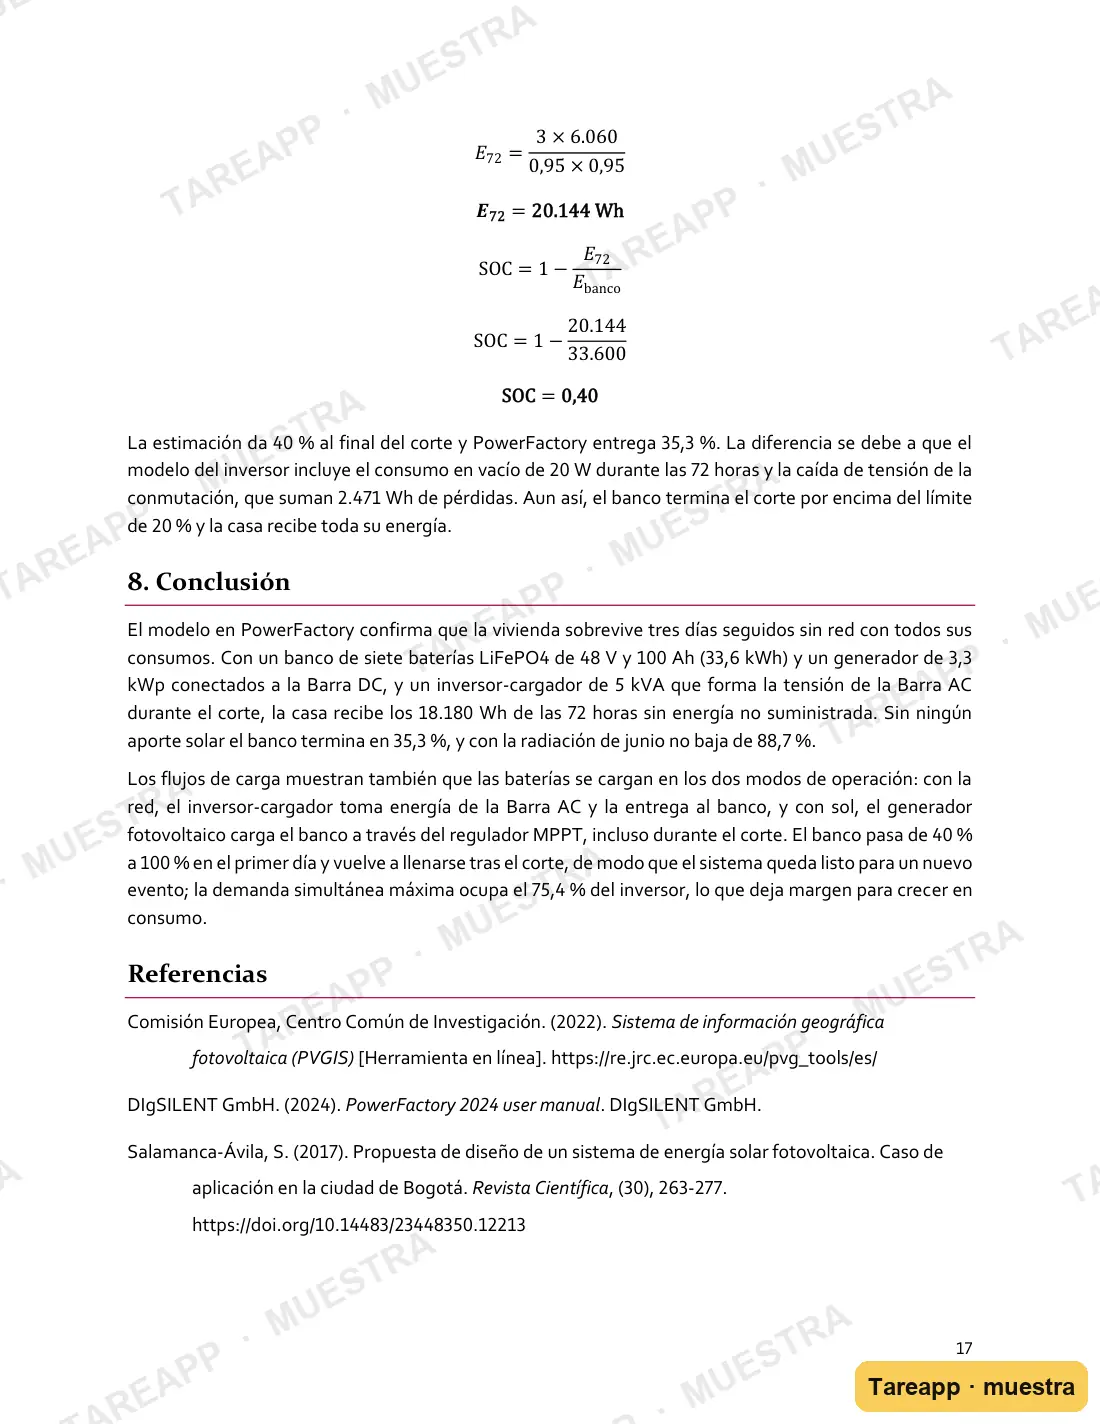 E₇₂ = (3 × 6.060) / (0,95 × 0,95)
E₇₂ = 20.144 Wh
SOC = 1 − E₇₂ / E_banco
SOC = 1 − 20.144 / 33.600
SOC = 0,40
La estimación da 40 % al final del corte y PowerFactory entrega 35,3 %. La diferencia se debe a que el
modelo del inversor incluye el consumo en vacío de 20 W durante las 72 horas y la caída de tensión de la
conmutación, que suman 2.471 Wh de pérdidas. Aun así, el banco termina el corte por encima del límite
de 20 % y la casa recibe toda su energía.
8. Conclusión
El modelo en PowerFactory confirma que la vivienda sobrevive tres días seguidos sin red con todos sus
consumos. Con un banco de siete baterías LiFePO4 de 48 V y 100 Ah (33,6 kWh) y un generador de 3,3
kWp conectados a la Barra DC, y un inversor-cargador de 5 kVA que forma la tensión de la Barra AC
durante el corte, la casa recibe los 18.180 Wh de las 72 horas sin energía no suministrada. Sin ningún
aporte solar el banco termina en 35,3 %, y con la radiación de junio no baja de 88,7 %.
Los flujos de carga muestran también que las baterías se cargan en los dos modos de operación: con la
red, el inversor-cargador toma energía de la Barra AC y la entrega al banco, y con sol, el generador
fotovoltaico carga el banco a través del regulador MPPT, incluso durante el corte. El banco pasa de 40 %
a 100 % en el primer día y vuelve a llenarse tras el corte, de modo que el sistema queda listo para un nuevo
evento; la demanda simultánea máxima ocupa el 75,4 % del inversor, lo que deja margen para crecer en
consumo.
Referencias
Comisión Europea, Centro Común de Investigación. (2022). Sistema de información geográfica
fotovoltaica (PVGIS) [Herramienta en línea]. https://re.jrc.ec.europa.eu/pvg_tools/es/
DIgSILENT GmbH. (2024). PowerFactory 2024 user manual. DIgSILENT GmbH.
Salamanca-Ávila, S. (2017). Propuesta de diseño de un sistema de energía solar fotovoltaica. Caso de
aplicación en la ciudad de Bogotá. Revista Científica, (30), 263-277.
https://doi.org/10.14483/23448350.12213
17
Tareapp · muestra
TAREAPP · MUESTRA
TAREAPP · MUESTRA
TAREAPP · MUESTRA
TAREAPP · MUESTRA
TAREAPP · MUESTRA
TAREAPP · MUESTRA
TAREAPP · MUESTRA
TAREAPP · MUESTRA